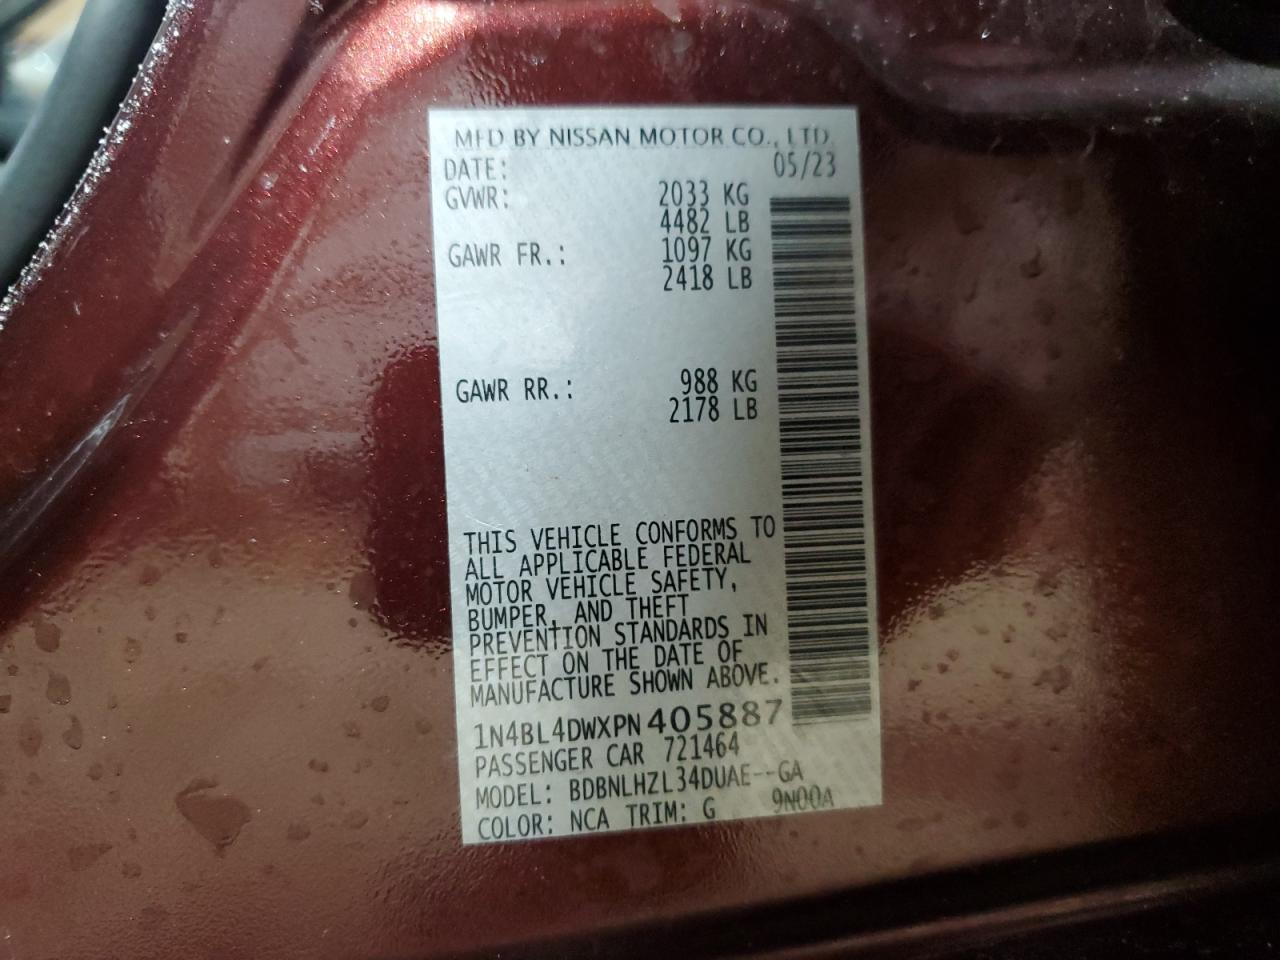 MFD BY NISSAN MOTOR CO., LTD.
DATE: 05/23
GVWR: 2033 KG
4482 LB
GAWR FR.: 1097 KG
2418 LB
GAWR RR.: 988 KG
2178 LB
THIS VEHICLE CONFORMS TO
ALL APPLICABLE FEDERAL
MOTOR VEHICLE SAFETY,
BUMPER, AND THEFT
PREVENTION STANDARDS IN
EFFECT ON THE DATE OF
MANUFACTURE SHOWN ABOVE.
1N4BL4DWXPN405887
PASSENGER CAR 721464
MODEL: BDBNLHZL34DUAE--GA
COLOR: NCA TRIM: G 9N00A